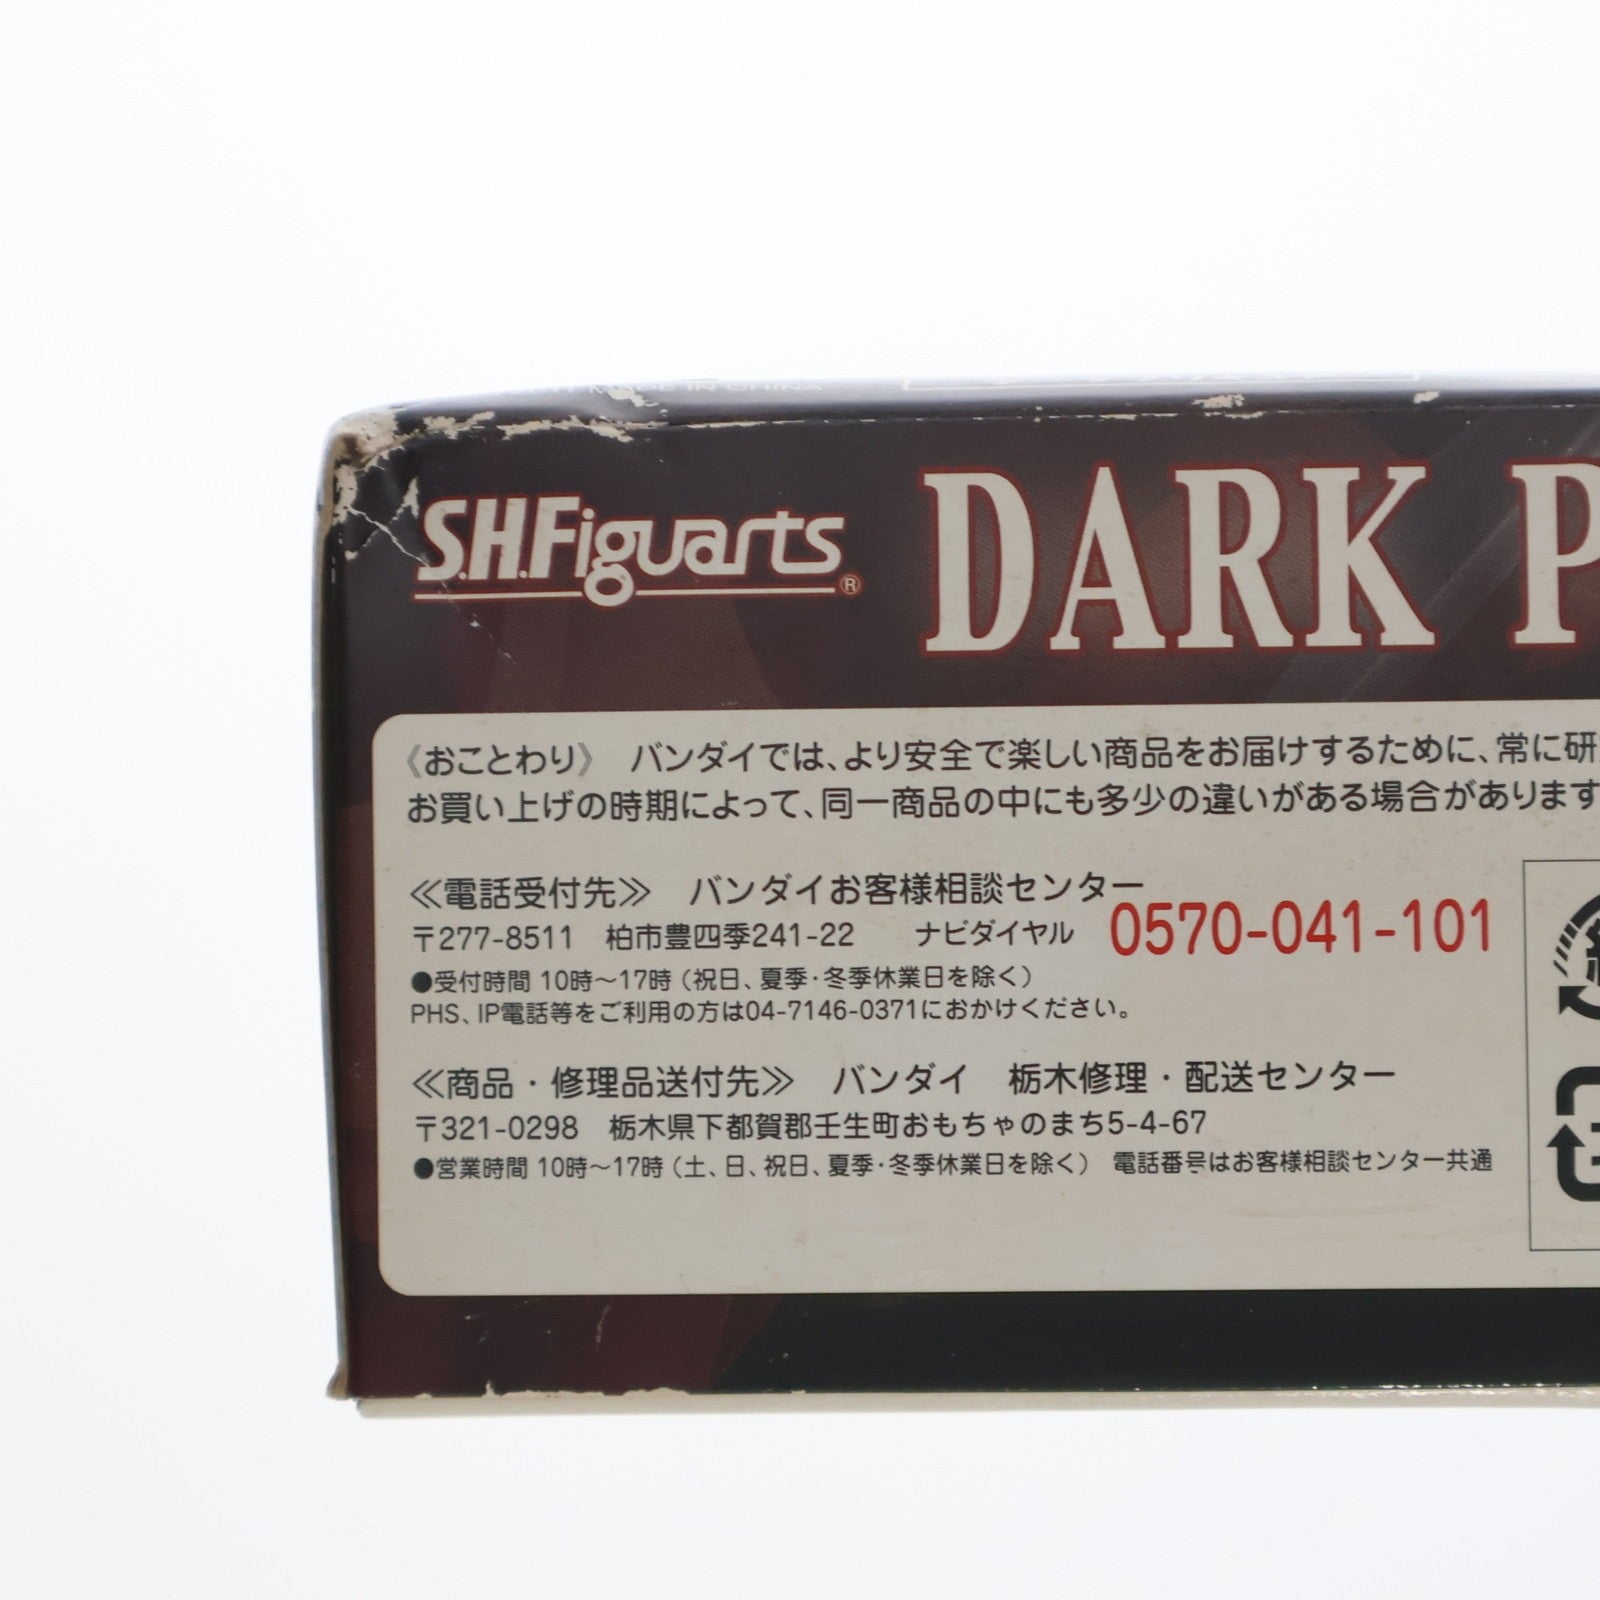 MADE IN CHINA
S.H.Figuarts®
DARK P
《おことわり》 バンダイでは、より安全で楽しい商品をお届けするために、常に研
お買い上げの時期によって、同一商品の中にも多少の違いがある場合があります
≪電話受付先≫ バンダイお客様相談センター
〒277-8511 柏市豊四季241-22 ナビダイヤル 0570-041-101
●受付時間 10時～17時（祝日、夏季・冬季休業日を除く）
PHS、IP電話等をご利用の方は04-7146-0371におかけください。
≪商品・修理品送付先≫ バンダイ 栃木修理・配送センター
〒321-0298 栃木県下都賀郡壬生町おもちゃのまち5-4-67
●営業時間 10時～17時（土、日、祝日、夏季・冬季休業日を除く） 電話番号はお客様相談センター共通